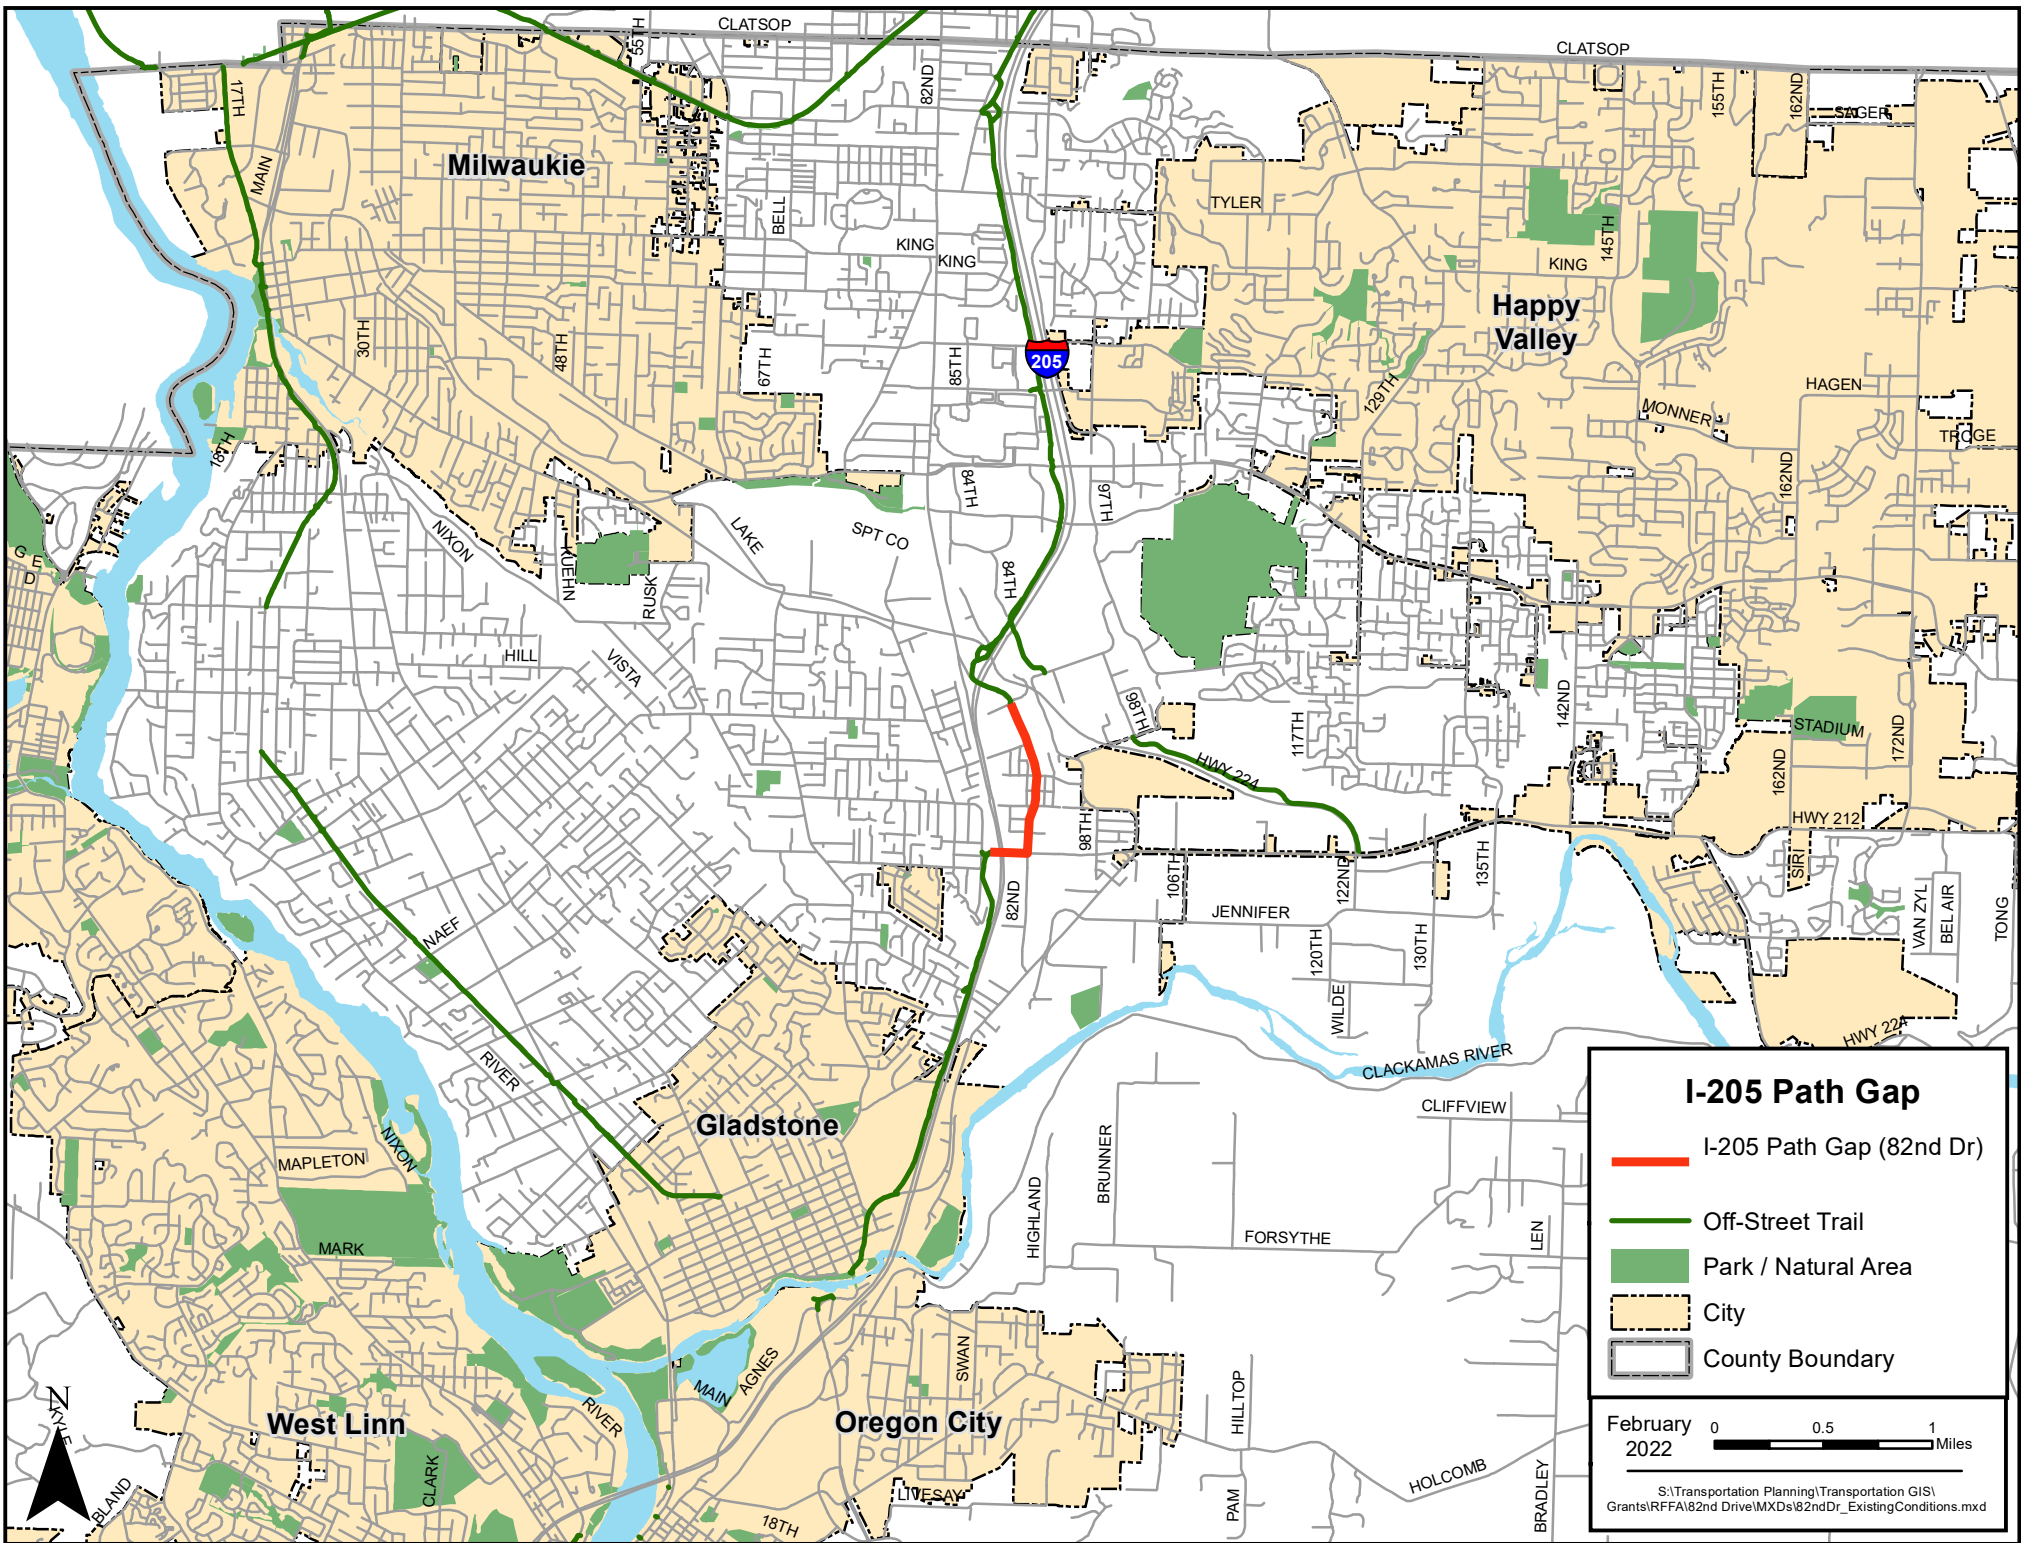 CLATSOP
CLATSOP
55TH
82ND
17TH
155TH
162ND
SAGER
MAIN
Milwaukie
BELL
TYLER
145TH
KING
KING
KING
Happy
Valley
30TH
48TH
67TH
85TH
205
129TH
HAGEN
MONNER
TROGE
18TH
84TH
97TH
162ND
NIXON
LAKE
SPT CO
G E
D
KUEHN
RUSK
84TH
HILL
VISTA
98TH
117TH
142ND
STADIUM
172ND
162ND
HWY 224
98TH
HWY 212
106TH
122ND
135TH
SIRI
82ND
VAN ZYL
BEL AIR
TONG
JENNIFER
NAEF
120TH
130TH
WILDE
HWY 224
RIVER
CLACKAMAS RIVER
CLIFFVIEW
Gladstone
NIXON
MAPLETON
BRUNNER
HIGHLAND
LEN
MARK
FORSYTHE
SWAN
AGNES
MAIN
HILLTOP
N
KYLE
West Linn
RIVER
Oregon City
CLARK
BLAND
LIVESAY
HOLCOMB
PAM
BRADLEY
18TH
I-205 Path Gap
I-205 Path Gap (82nd Dr)
Off-Street Trail
Park / Natural Area
City
County Boundary
February
2022
0 0.5 1
Miles
S:\Transportation Planning\Transportation GIS\
Grants\RFFA\82nd Drive\MXDs\82ndDr_ExistingConditions.mxd